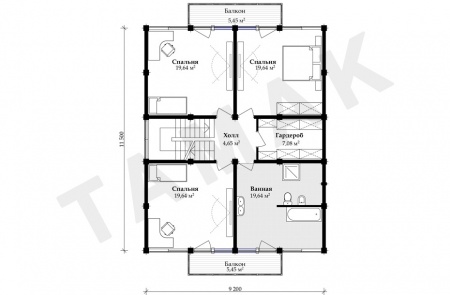 Балкон
5,45 м²
Спальня
19,64 м²
Спальня
19,64 м²
Холл
4,65 м²
Гардероб
7,08 м²
11 500
Спальня
19,64 м²
Ванная
19,64 м²
Балкон
5,45 м²
9 200
ТАМАК